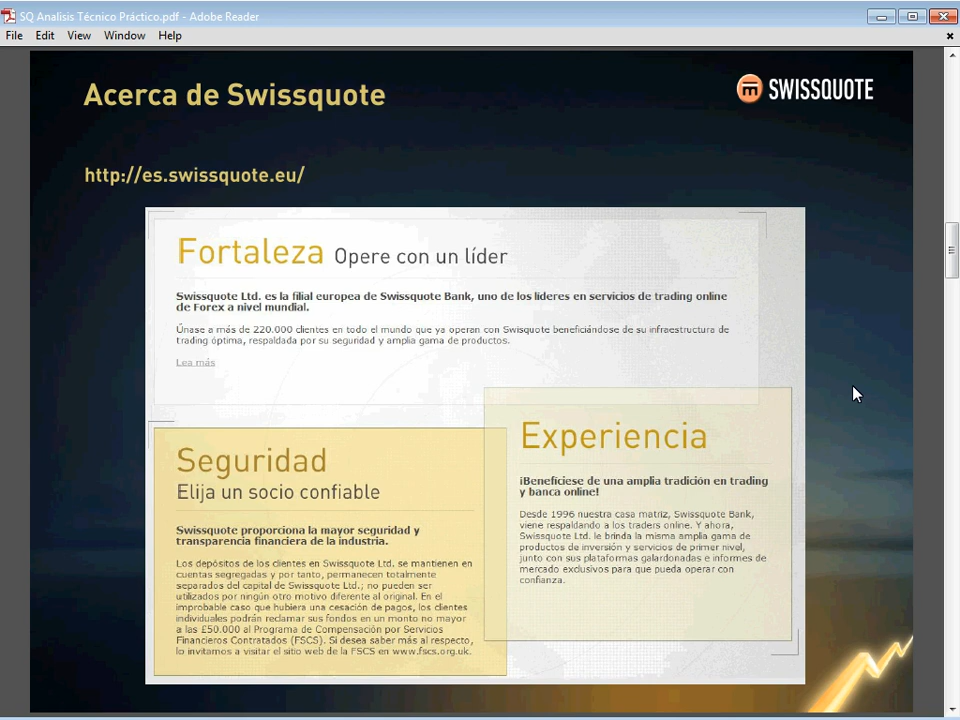 SQ Analisis Técnico Práctico.pdf - Adobe Reader
File Edit View Window Help
Acerca de Swissquote
SWISSQUOTE
http://es.swissquote.eu/
Fortaleza Opere con un líder
Swissquote Ltd. es la filial europea de Swissquote Bank, uno de los líderes en servicios de trading online
de Forex a nivel mundial.
Únase a más de 220.000 clientes en todo el mundo que ya operan con Swisquote beneficiándose de su infraestructura de
trading óptima, respaldada por su seguridad y amplia gama de productos.
Lea más
Seguridad
Elija un socio confiable
Swissquote proporciona la mayor seguridad y
transparencia financiera de la industria.
Los depósitos de los clientes en Swissquote Ltd. se mantienen en
cuentas segregadas y por tanto, permanecen totalmente
separados del capital de Swissquote Ltd.; no pueden ser
utilizados por ningún otro motivo diferente al original. En el
improbable caso que hubiera una cesación de pagos, los clientes
individuales podrán reclamar sus fondos en un monto no mayor
a las £50.000 al Programa de Compensación por Servicios
Financieros Contratados (FSCS). Si desea saber más al respecto,
lo invitamos a visitar el sitio web de la FSCS en www.fscs.org.uk.
Experiencia
¡Benefíciese de una amplia tradición en trading
y banca online!
Desde 1996 nuestra casa matriz, Swissquote Bank,
viene respaldando a los traders online. Y ahora,
Swissquote Ltd. le brinda la misma amplia gama de
productos de inversión y servicios de primer nivel,
junto con sus plataformas galardonadas e informes de
mercado exclusivos para que pueda operar con
confianza.